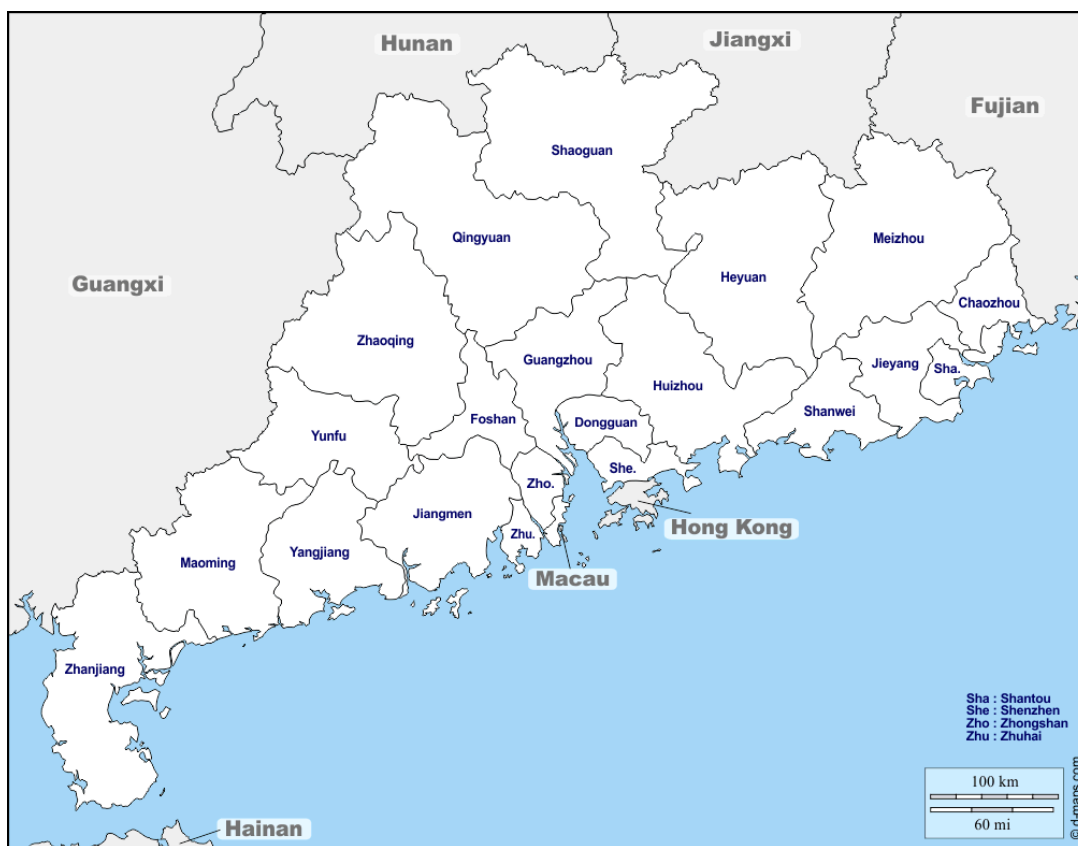 Hunan
Jiangxi
Fujian
Shaoguan
Qingyuan
Meizhou
Heyuan
Guangxi
Chaozhou
Zhaoqing
Guangzhou
Jieyang
Sha.
Huizhou
Shanwei
Foshan
Dongguan
Yunfu
She.
Zho.
Jiangmen
Hong Kong
Zhu.
Yangjiang
Maoming
Macau
Zhanjiang
Sha : Shantou
She : Shenzhen
Zho : Zhongshan
Zhu : Zhuhai
100 km
60 mi
© d-maps.com
Hainan